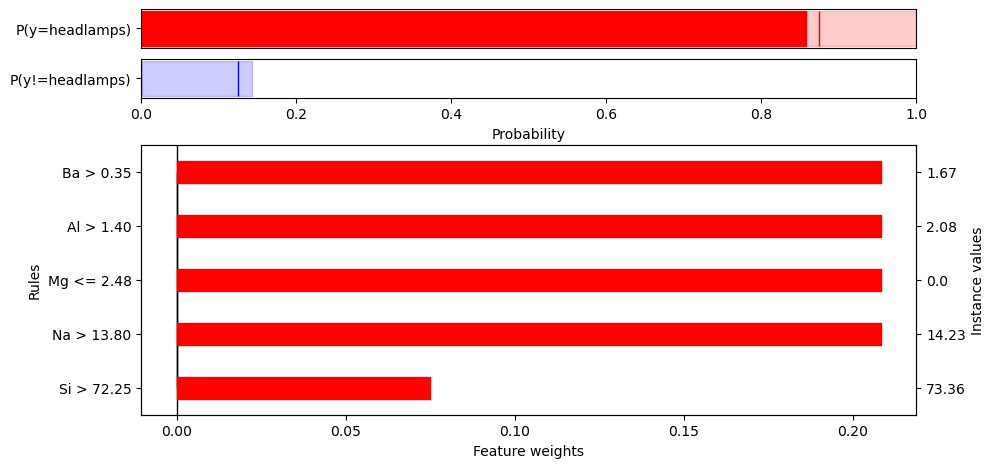 P(y=headlamps)
P(y!=headlamps)
0.0 0.2 0.4 0.6 0.8 1.0
Probability
Ba > 0.35 1.67
Al > 1.40 2.08
Mg <= 2.48 0.0
Na > 13.80 14.23
Si > 72.25 73.36
Rules
Instance values
0.00 0.05 0.10 0.15 0.20
Feature weights